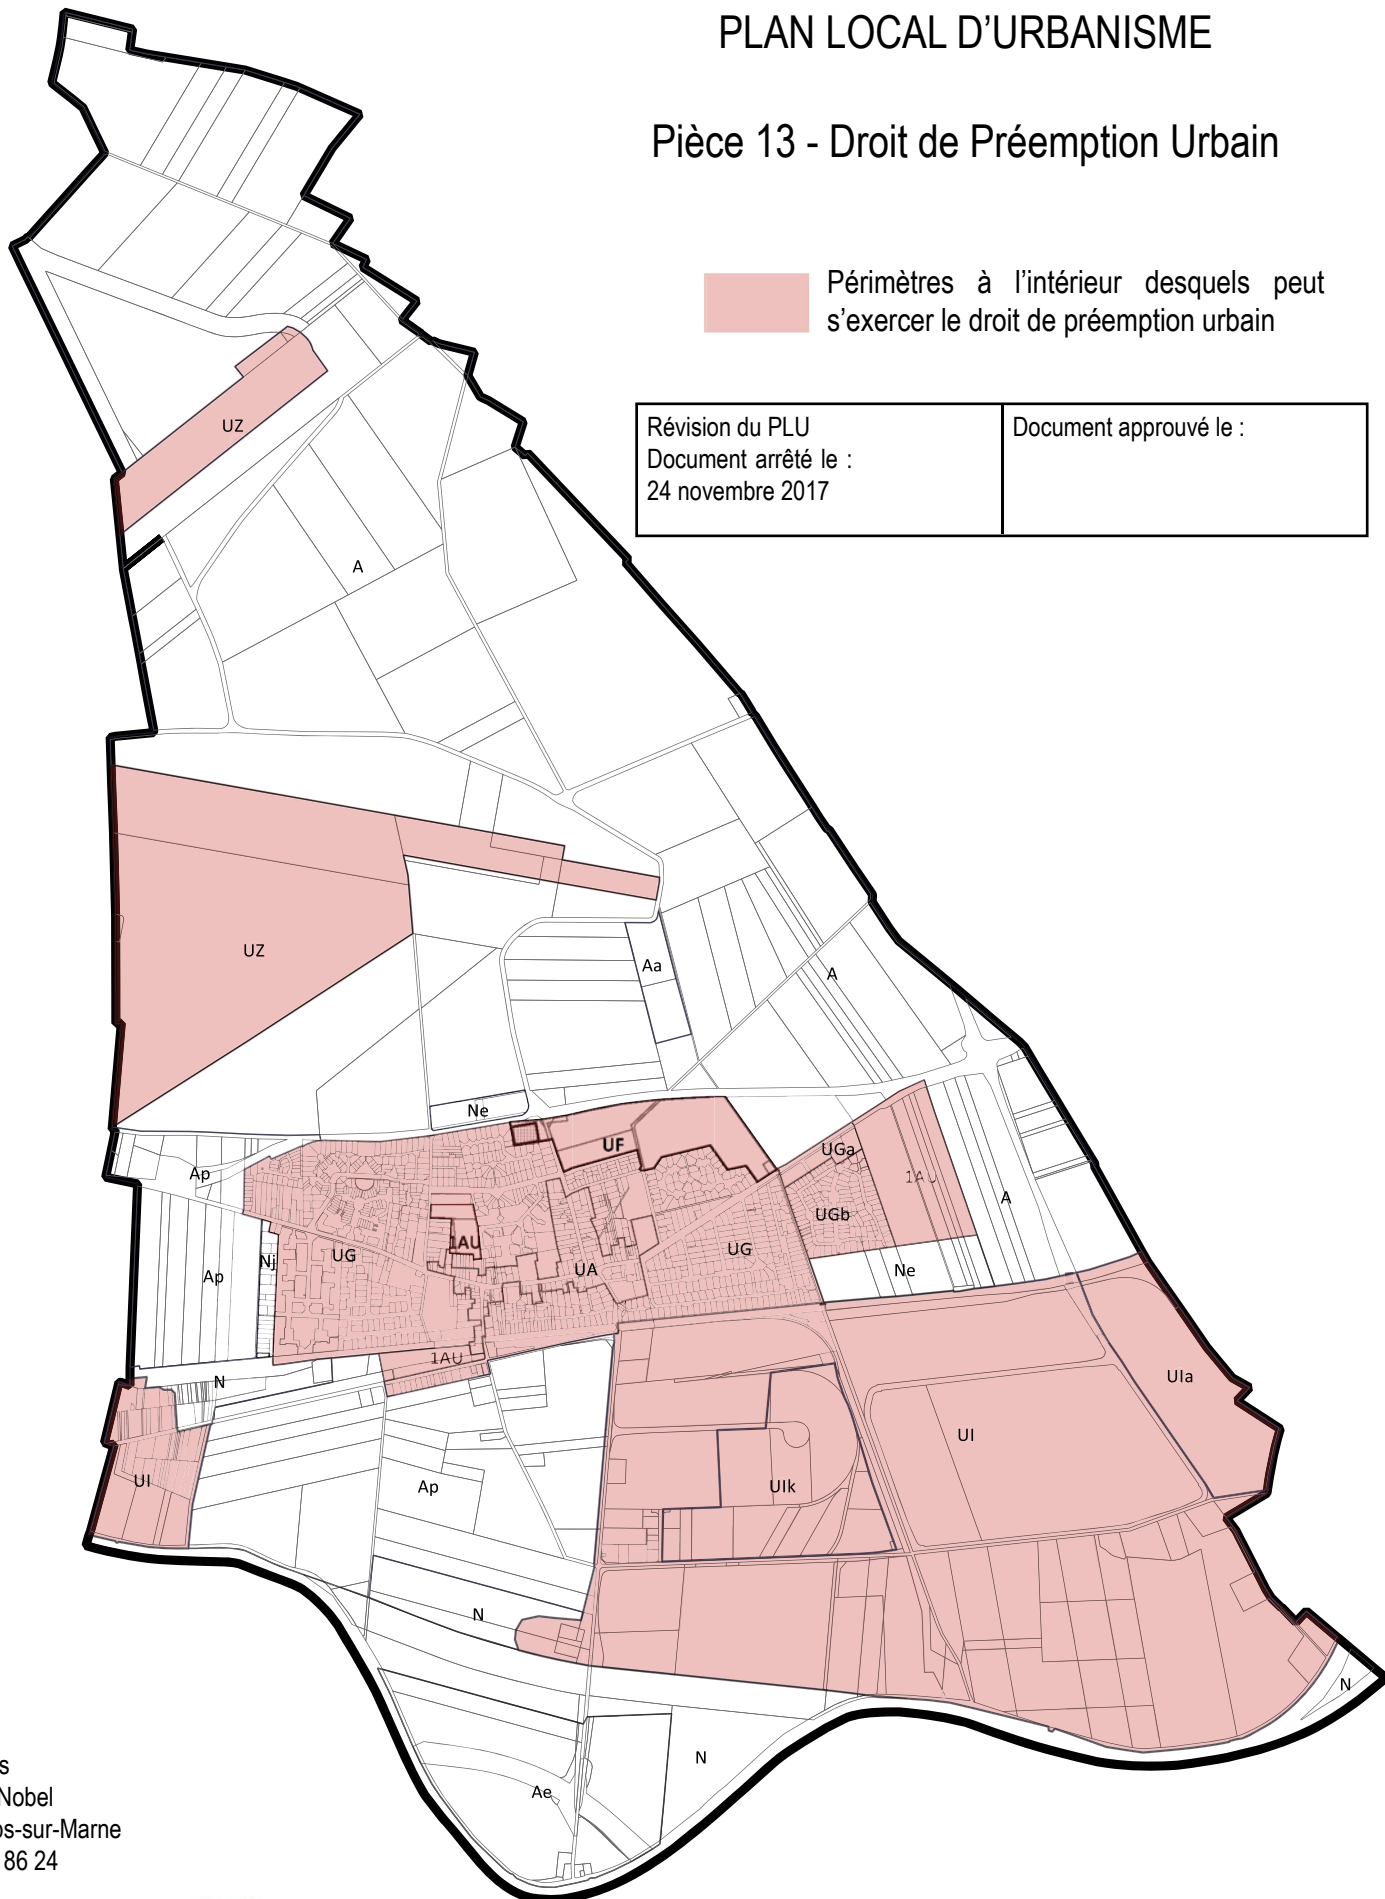 PLAN LOCAL D'URBANISME
Pièce 13 - Droit de Préemption Urbain
Périmètres à l'intérieur desquels peut
s'exercer le droit de préemption urbain
Révision du PLU
Document arrêté le :
24 novembre 2017
Document approuvé le :
UZ
A
UZ
Aa
A
Ne
UF
UGa
1AU
Ap
UGb
A
Nj
UG
1AU
UA
UG
Ne
Ap
1AU
N
UIa
UI
UI
Ap
UIk
N
N
N
Ae
s
Nobel
os-sur-Marne
86 24